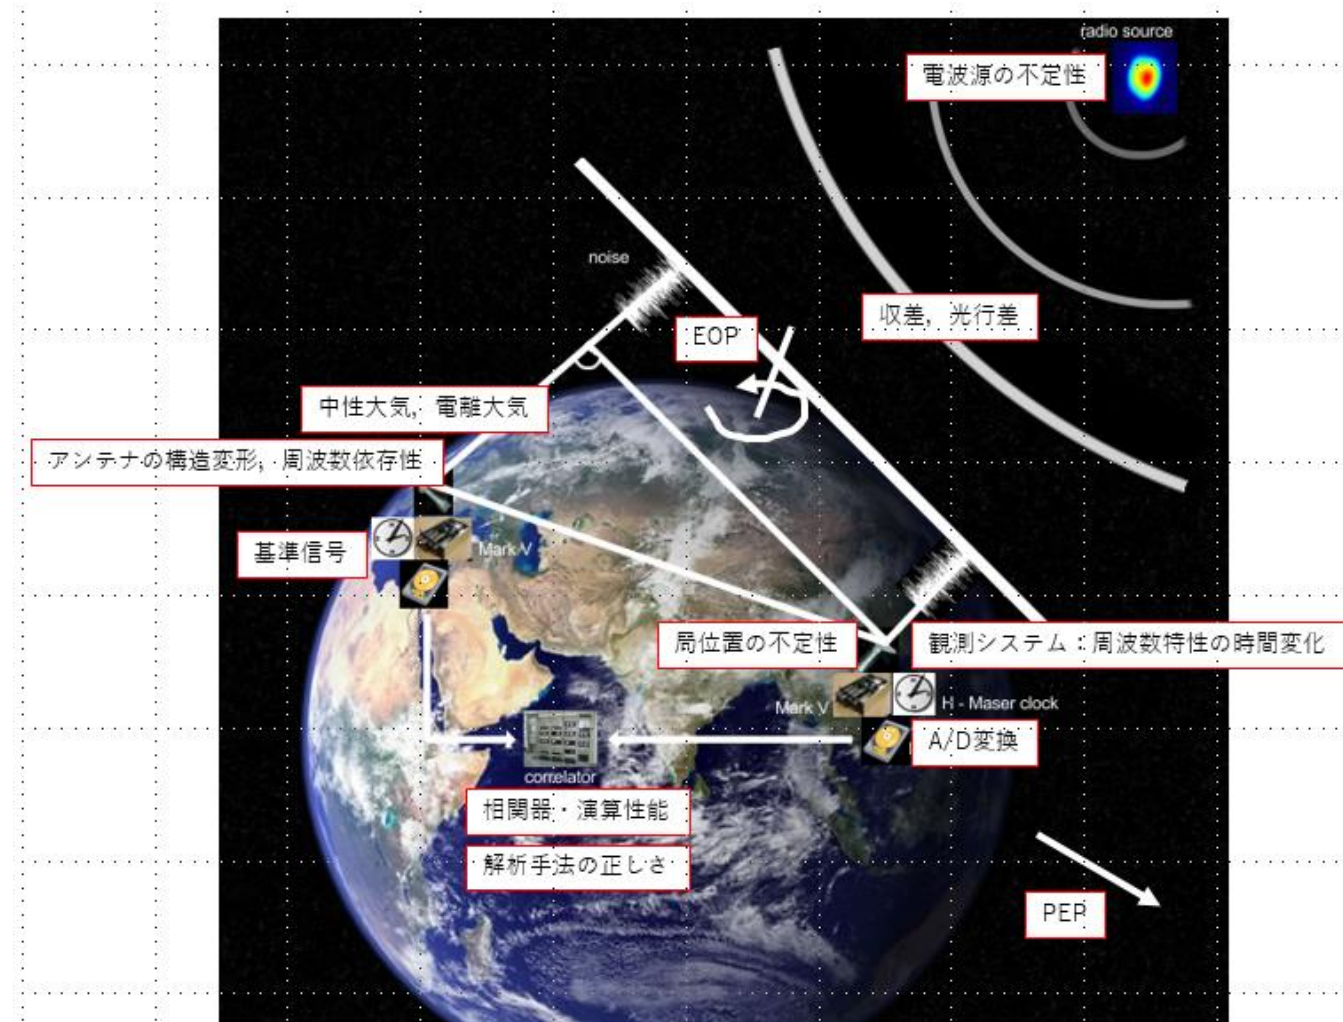 radio source
電波源の不定性
noise
収差，光行差
EOP
中性大気，電離大気
アンテナの構造変形，周波数依存性
基準信号
Mark V
局位置の不定性
観測システム：周波数特性の時間変化
Mark V
H - Maser clock
A/D変換
correlator
相関器・演算性能
解析手法の正しさ
PEP